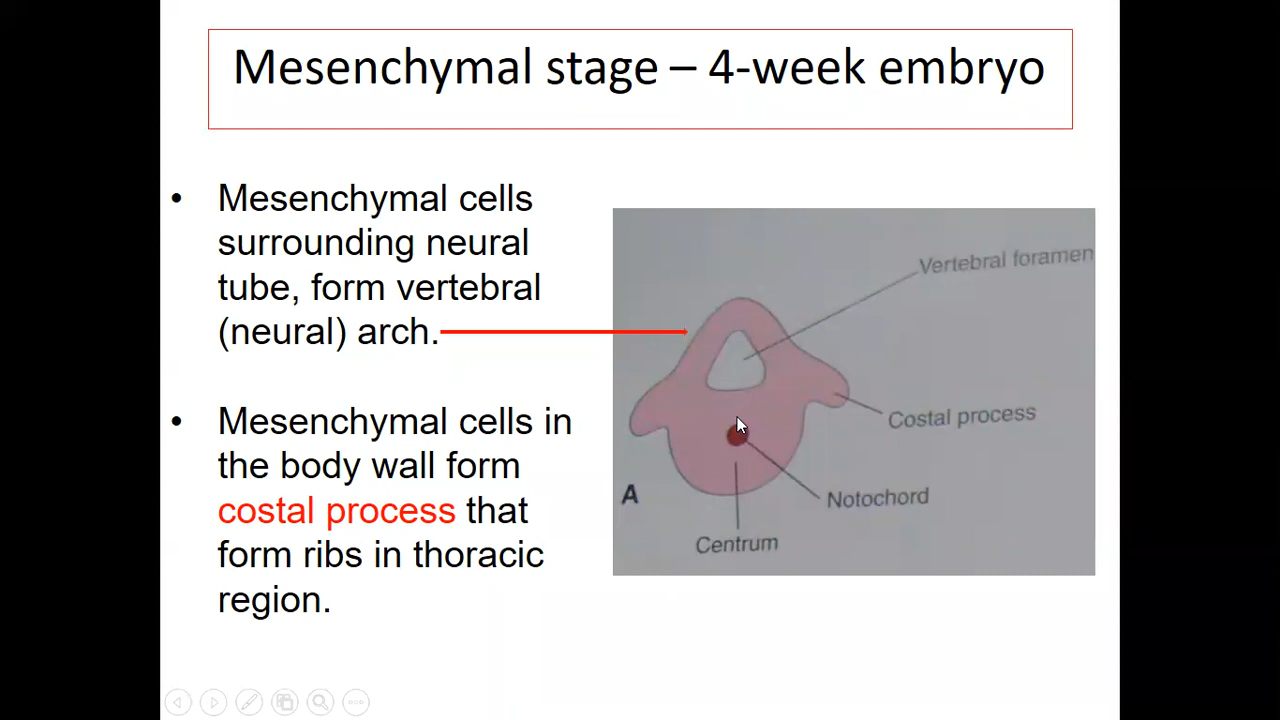 Mesenchymal stage – 4-week embryo
• Mesenchymal cells
surrounding neural
tube, form vertebral
(neural) arch.
• Mesenchymal cells in
the body wall form
costal process that
form ribs in thoracic
region.
Vertebral foramen
Costal process
Notochord
A
Centrum